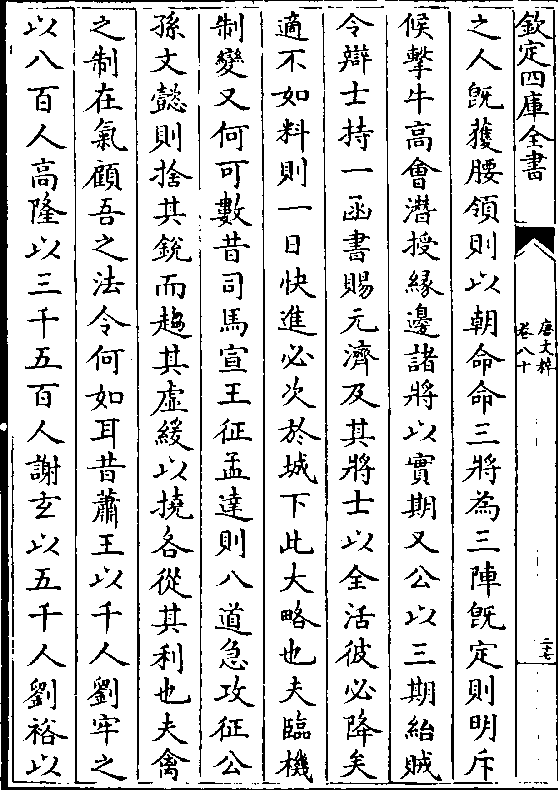 欽定四庫全書
唐文粹
卷八十
二七
之人旣獲腰領則以朝命命三將為三陣旣定則明斥
候擊牛高會潛授緣邊諸將以實期又公以三期紿賊
令辯士持一函書賜元濟及其將士以全活彼必降矣
適不如料則一日快進必次於城下此大略也夫臨機
制變又何可數昔司馬宣王征孟達則八道急攻征公
孫文懿則捨其銳而趨其虛緩以撓各從其利也夫禽
之制在氣顧吾之法令何如耳昔蕭王以千人劉牢之
以八百人高隆以三千五百人謝玄以五千人劉裕以